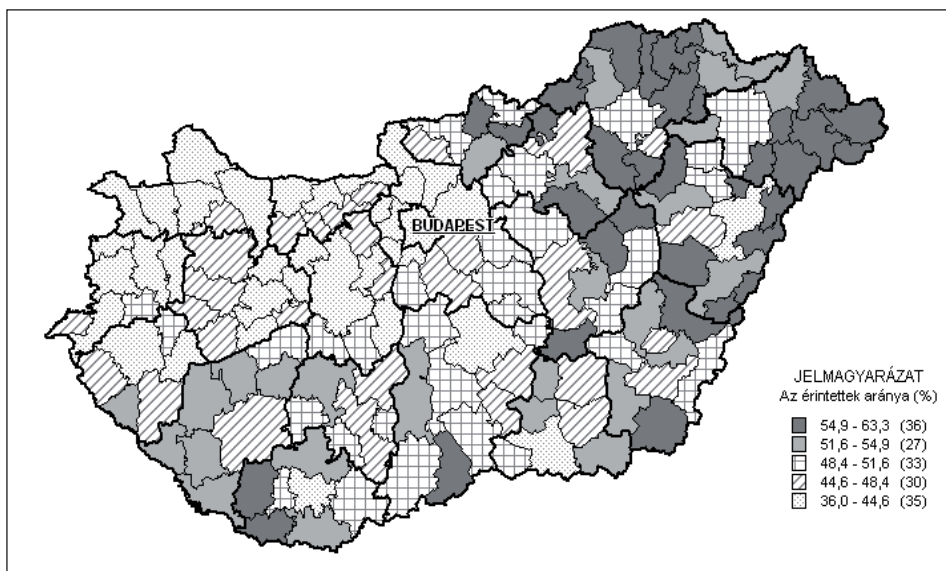 BUDAPEST
JELMAGYARÁZAT
Az érintettek aránya (%)
54,9 - 63,3 (36)
51,6 - 54,9 (27)
48,4 - 51,6 (33)
44,6 - 48,4 (30)
36,0 - 44,6 (35)